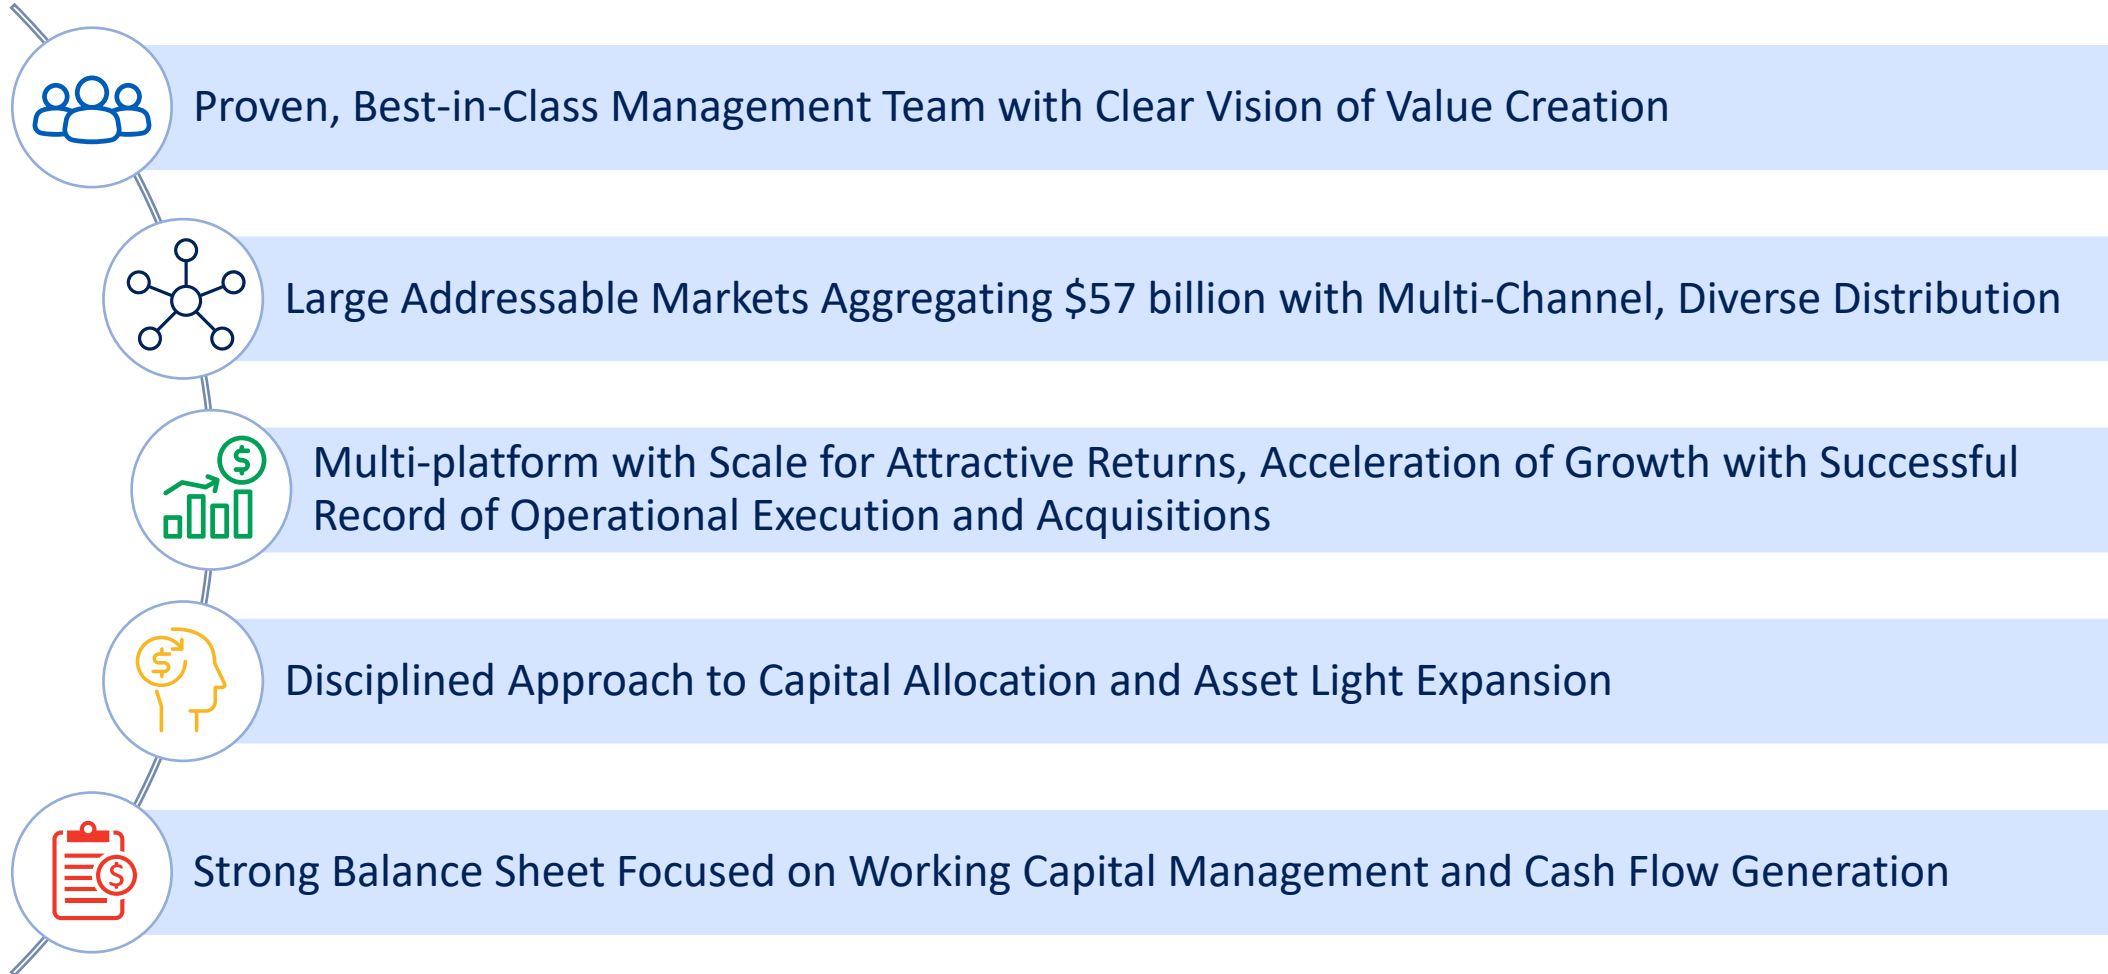 Proven, Best-in-Class Management Team with Clear Vision of Value Creation
Large Addressable Markets Aggregating $57 billion with Multi-Channel, Diverse Distribution
$
Multi-platform with Scale for Attractive Returns, Acceleration of Growth with Successful
Record of Operational Execution and Acquisitions
$
Disciplined Approach to Capital Allocation and Asset Light Expansion
$
Strong Balance Sheet Focused on Working Capital Management and Cash Flow Generation